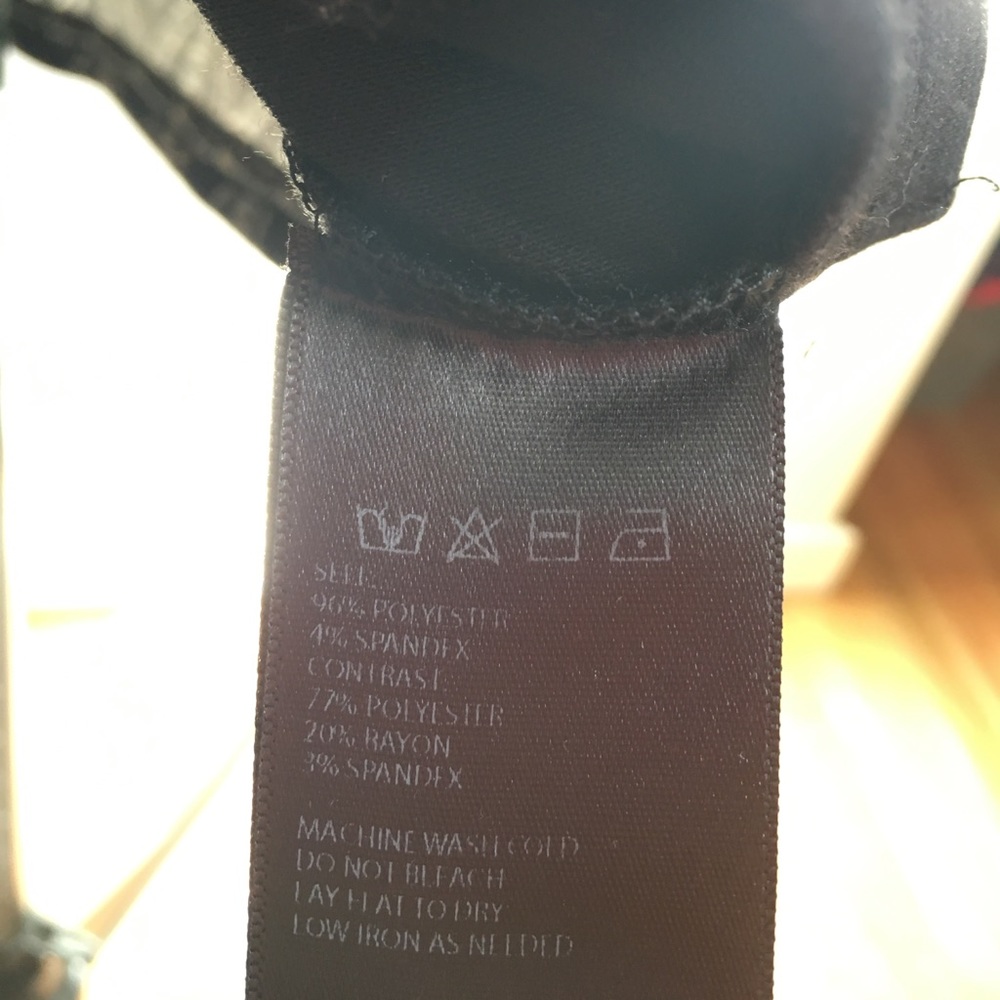 SELF:
96% POLYESTER
4% SPANDEX
CONTRAST:
77% POLYESTER
20% RAYON
3% SPANDEX
MACHINE WASH COLD
DO NOT BLEACH
LAY FLAT TO DRY
LOW IRON AS NEEDED